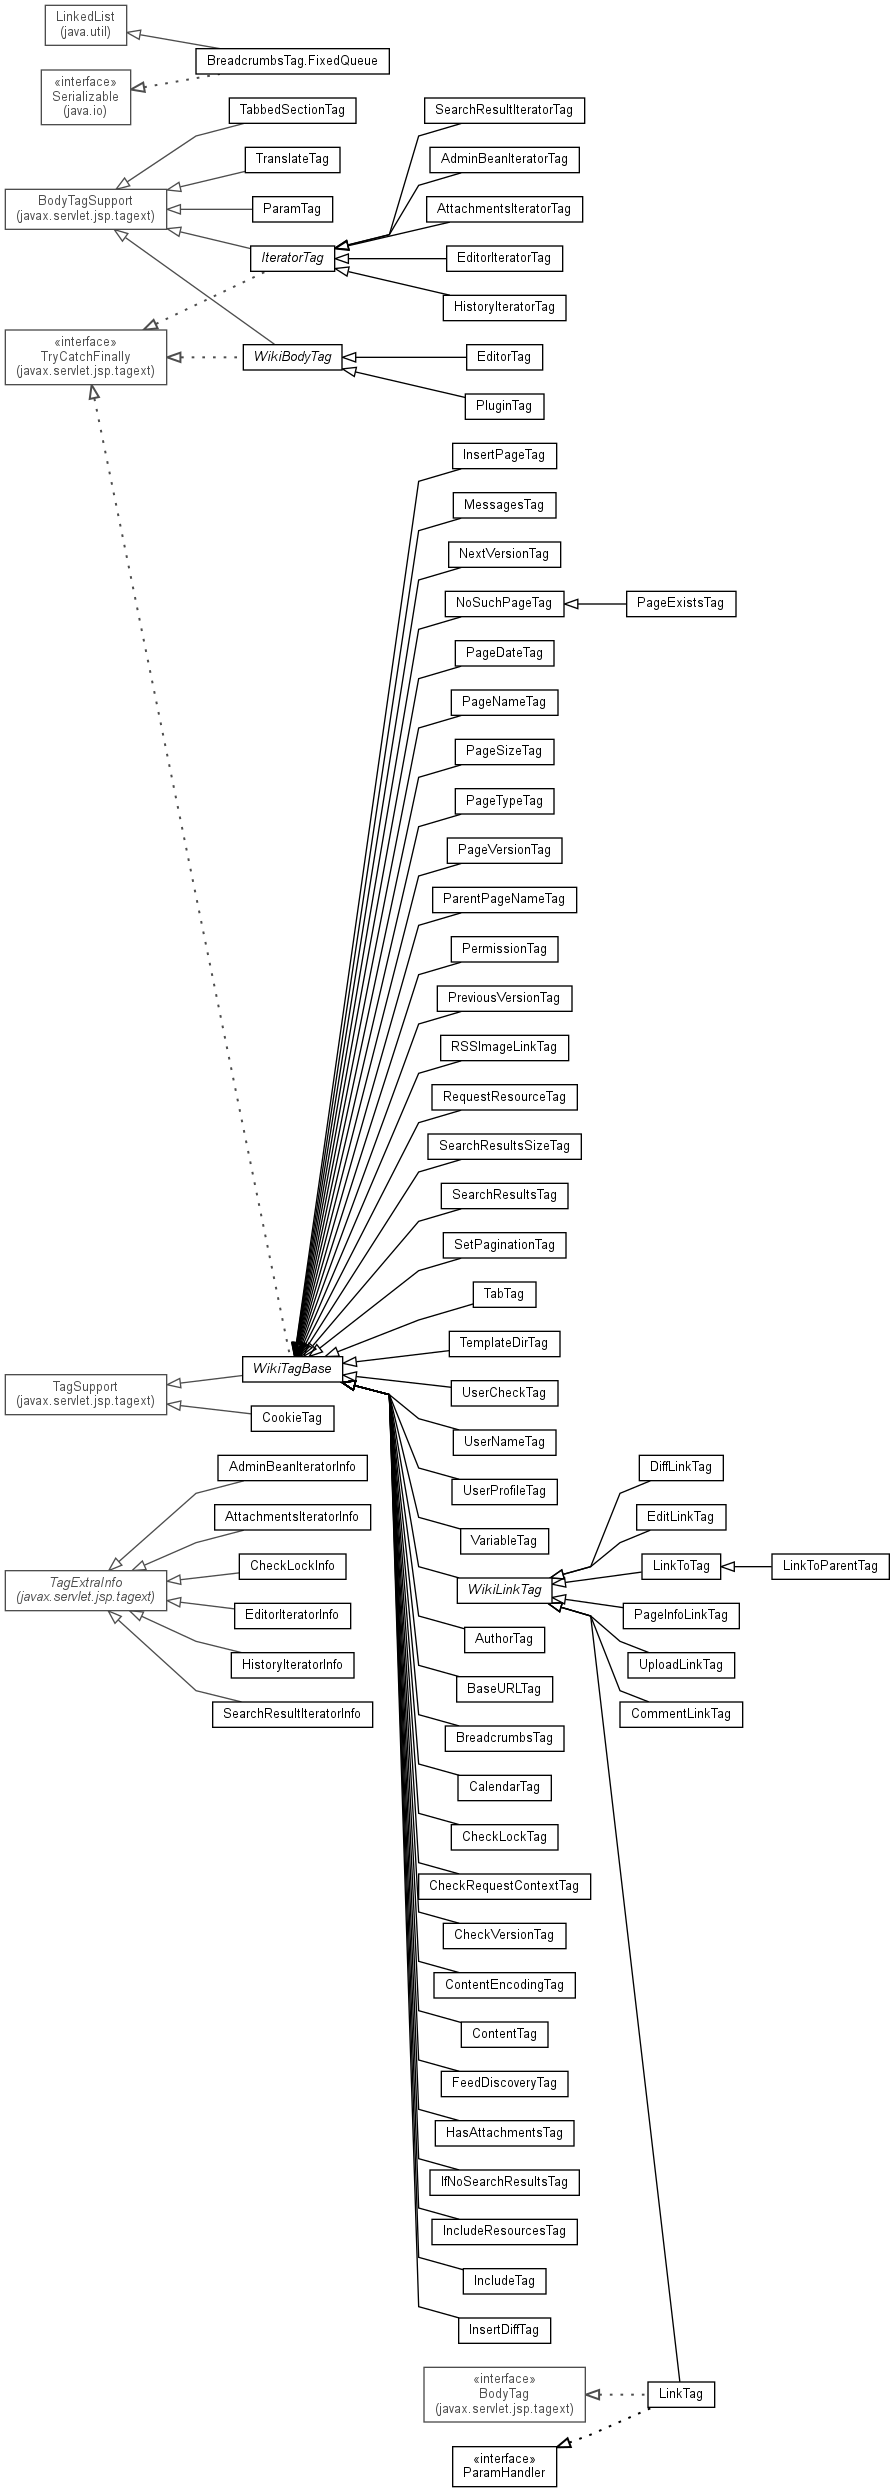 LinkedList
(java.util)
BreadcrumbsTag.FixedQueue
«interface»
Serializable
(java.io)
TabbedSectionTag
SearchResultIteratorTag
TranslateTag
AdminBeanIteratorTag
BodyTagSupport
(javax.servlet.jsp.tagext)
ParamTag
AttachmentsIteratorTag
IteratorTag
EditorIteratorTag
HistoryIteratorTag
«interface»
TryCatchFinally
(javax.servlet.jsp.tagext)
WikiBodyTag
EditorTag
PluginTag
InsertPageTag
MessagesTag
NextVersionTag
NoSuchPageTag
PageExistsTag
PageDateTag
PageNameTag
PageSizeTag
PageTypeTag
PageVersionTag
ParentPageNameTag
PermissionTag
PreviousVersionTag
RSSImageLinkTag
RequestResourceTag
SearchResultsSizeTag
SearchResultsTag
SetPaginationTag
TabTag
TemplateDirTag
WikiTagBase
TagSupport
(javax.servlet.jsp.tagext)
UserCheckTag
CookieTag
UserNameTag
AdminBeanIteratorInfo
DiffLinkTag
UserProfileTag
AttachmentsIteratorInfo
EditLinkTag
VariableTag
CheckLockInfo
LinkToTag
LinkToParentTag
TagExtraInfo
(javax.servlet.jsp.tagext)
WikiLinkTag
EditorIteratorInfo
PageInfoLinkTag
AuthorTag
HistoryIteratorInfo
UploadLinkTag
BaseURLTag
SearchResultIteratorInfo
CommentLinkTag
BreadcrumbsTag
CalendarTag
CheckLockTag
CheckRequestContextTag
CheckVersionTag
ContentEncodingTag
ContentTag
FeedDiscoveryTag
HasAttachmentsTag
IfNoSearchResultsTag
IncludeResourcesTag
IncludeTag
InsertDiffTag
«interface»
BodyTag
(javax.servlet.jsp.tagext)
LinkTag
«interface»
ParamHandler